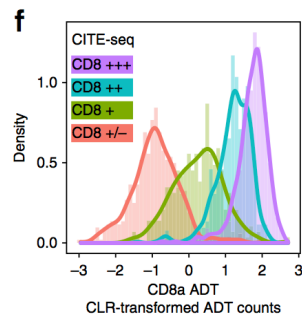 f
CITE-seq
CD8 +++
CD8 ++
CD8 +
CD8 +/−
Density
1.0
0.5
0.0
−3 −2 −1 0 1 2 3
CD8a ADT
CLR-transformed ADT counts